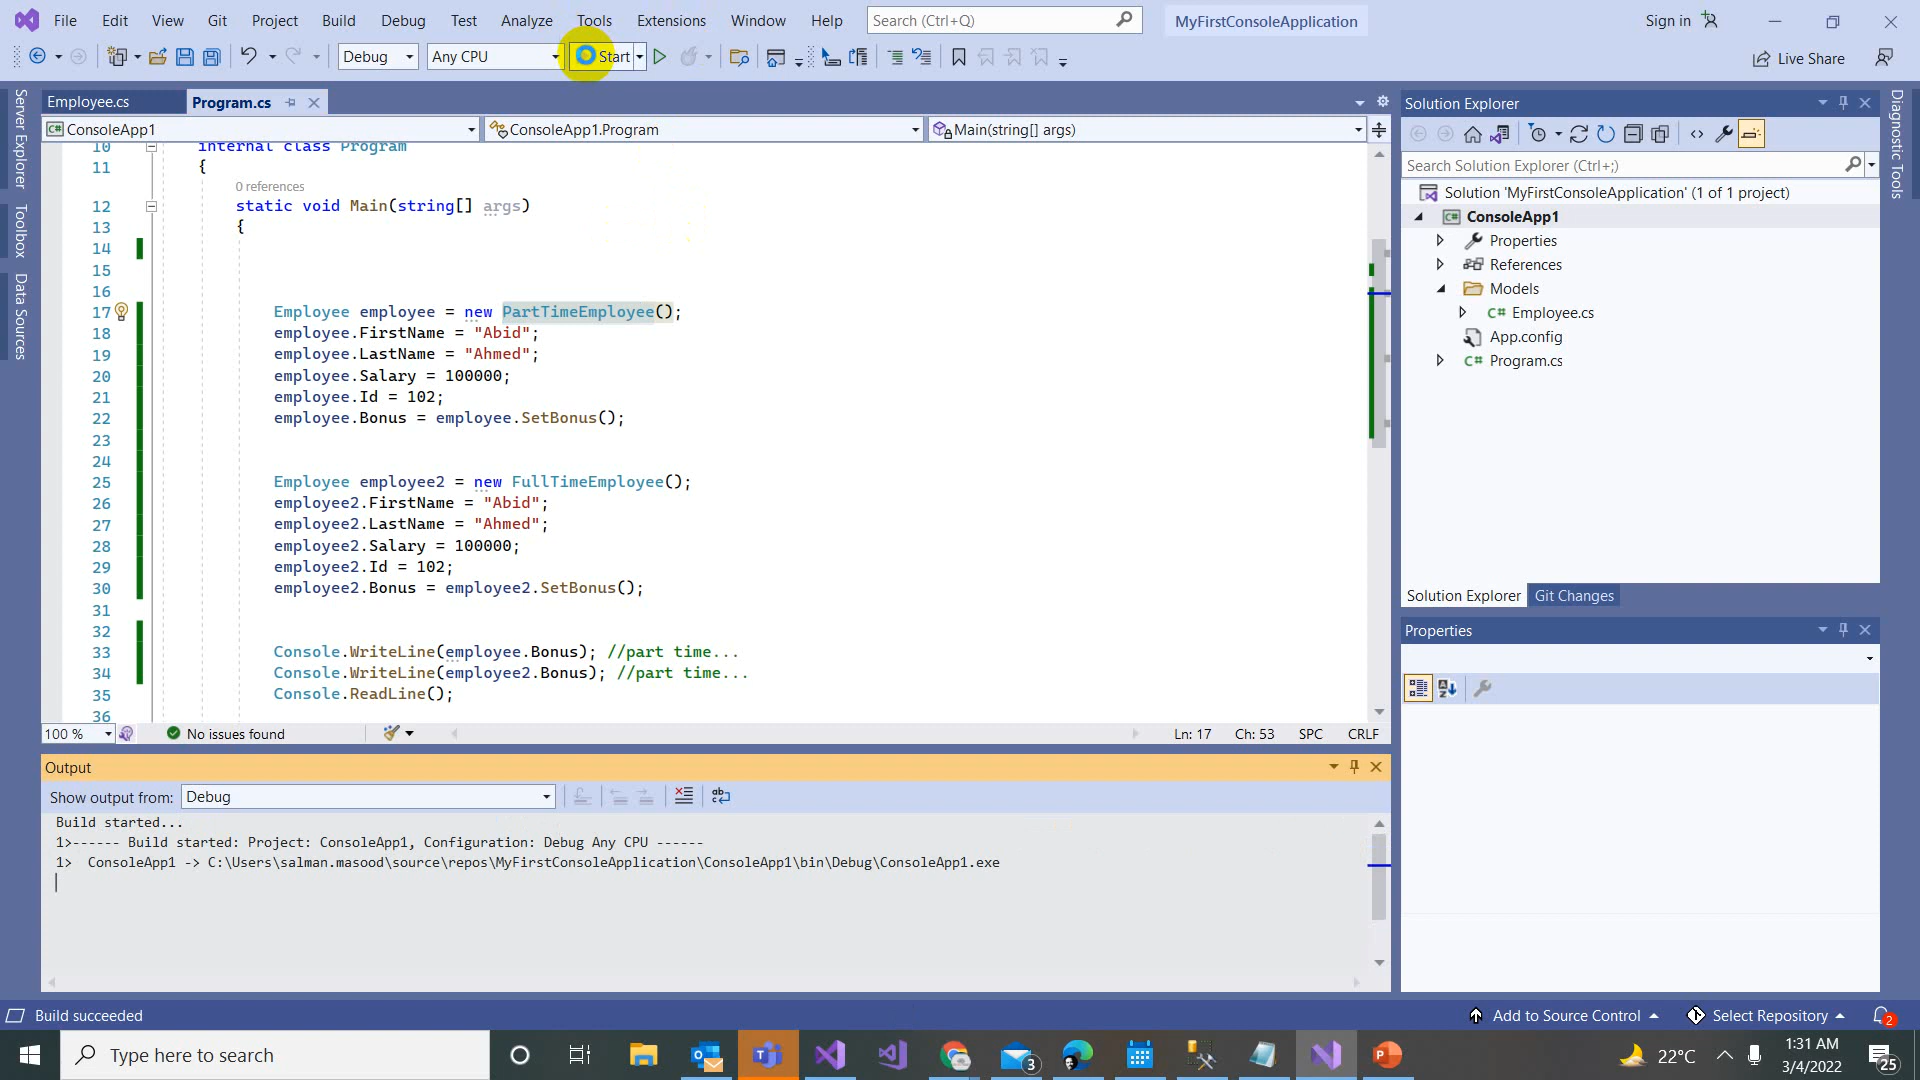 File Edit View Git Project Build Debug Test Analyze Tools Extensions Window Help Search (Ctrl+Q) MyFirstConsoleApplication Sign in
Debug Any CPU Start Live Share
Server Explorer
Toolbox
Data Sources
Employee.cs Program.cs
ConsoleApp1 ConsoleApp1.Program Main(string[] args)
10 internal class Program
11 {
0 references
12 static void Main(string[] args)
13 {
14
15
16
17 Employee employee = new PartTimeEmployee();
18 employee.FirstName = "Abid";
19 employee.LastName = "Ahmed";
20 employee.Salary = 100000;
21 employee.Id = 102;
22 employee.Bonus = employee.SetBonus();
23
24
25 Employee employee2 = new FullTimeEmployee();
26 employee2.FirstName = "Abid";
27 employee2.LastName = "Ahmed";
28 employee2.Salary = 100000;
29 employee2.Id = 102;
30 employee2.Bonus = employee2.SetBonus();
31
32
33 Console.WriteLine(employee.Bonus); //part time...
34 Console.WriteLine(employee2.Bonus); //part time...
35 Console.ReadLine();
36
100 % No issues found Ln: 17 Ch: 53 SPC CRLF
Output
Show output from: Debug
Build started...
1>------ Build started: Project: ConsoleApp1, Configuration: Debug Any CPU ------
1>  ConsoleApp1 -> C:\Users\salman.masood\source\repos\MyFirstConsoleApplication\ConsoleApp1\bin\Debug\ConsoleApp1.exe
Solution Explorer
Search Solution Explorer (Ctrl+;)
Solution 'MyFirstConsoleApplication' (1 of 1 project)
C# ConsoleApp1
Properties
References
Models
C# Employee.cs
App.config
C# Program.cs
Solution Explorer Git Changes
Properties
Diagnostic Tools
Build succeeded Add to Source Control Select Repository 2
Type here to search 3 22°C 1:31 AM
3/4/2022 25